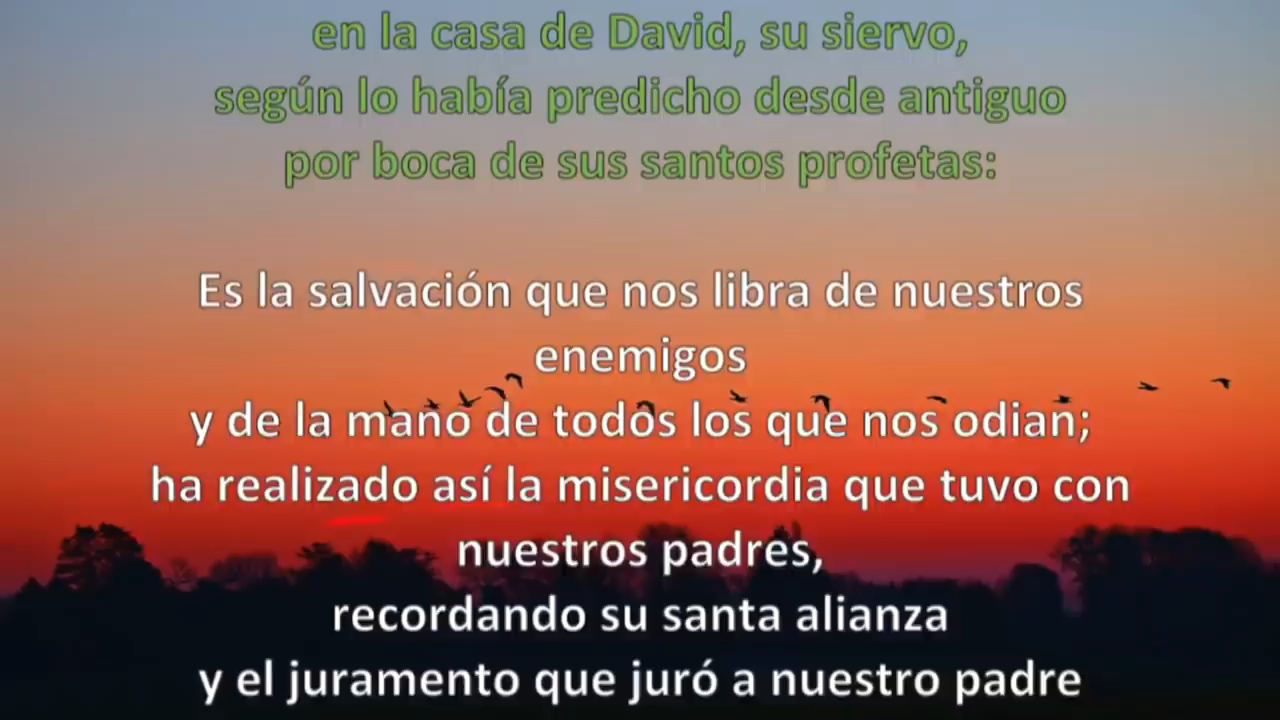 en la casa de David, su siervo,
según lo había predicho desde antiguo
por boca de sus santos profetas:
Es la salvación que nos libra de nuestros
enemigos
y de la mano de todos los que nos odian;
ha realizado así la misericordia que tuvo con
nuestros padres,
recordando su santa alianza
y el juramento que juró a nuestro padre